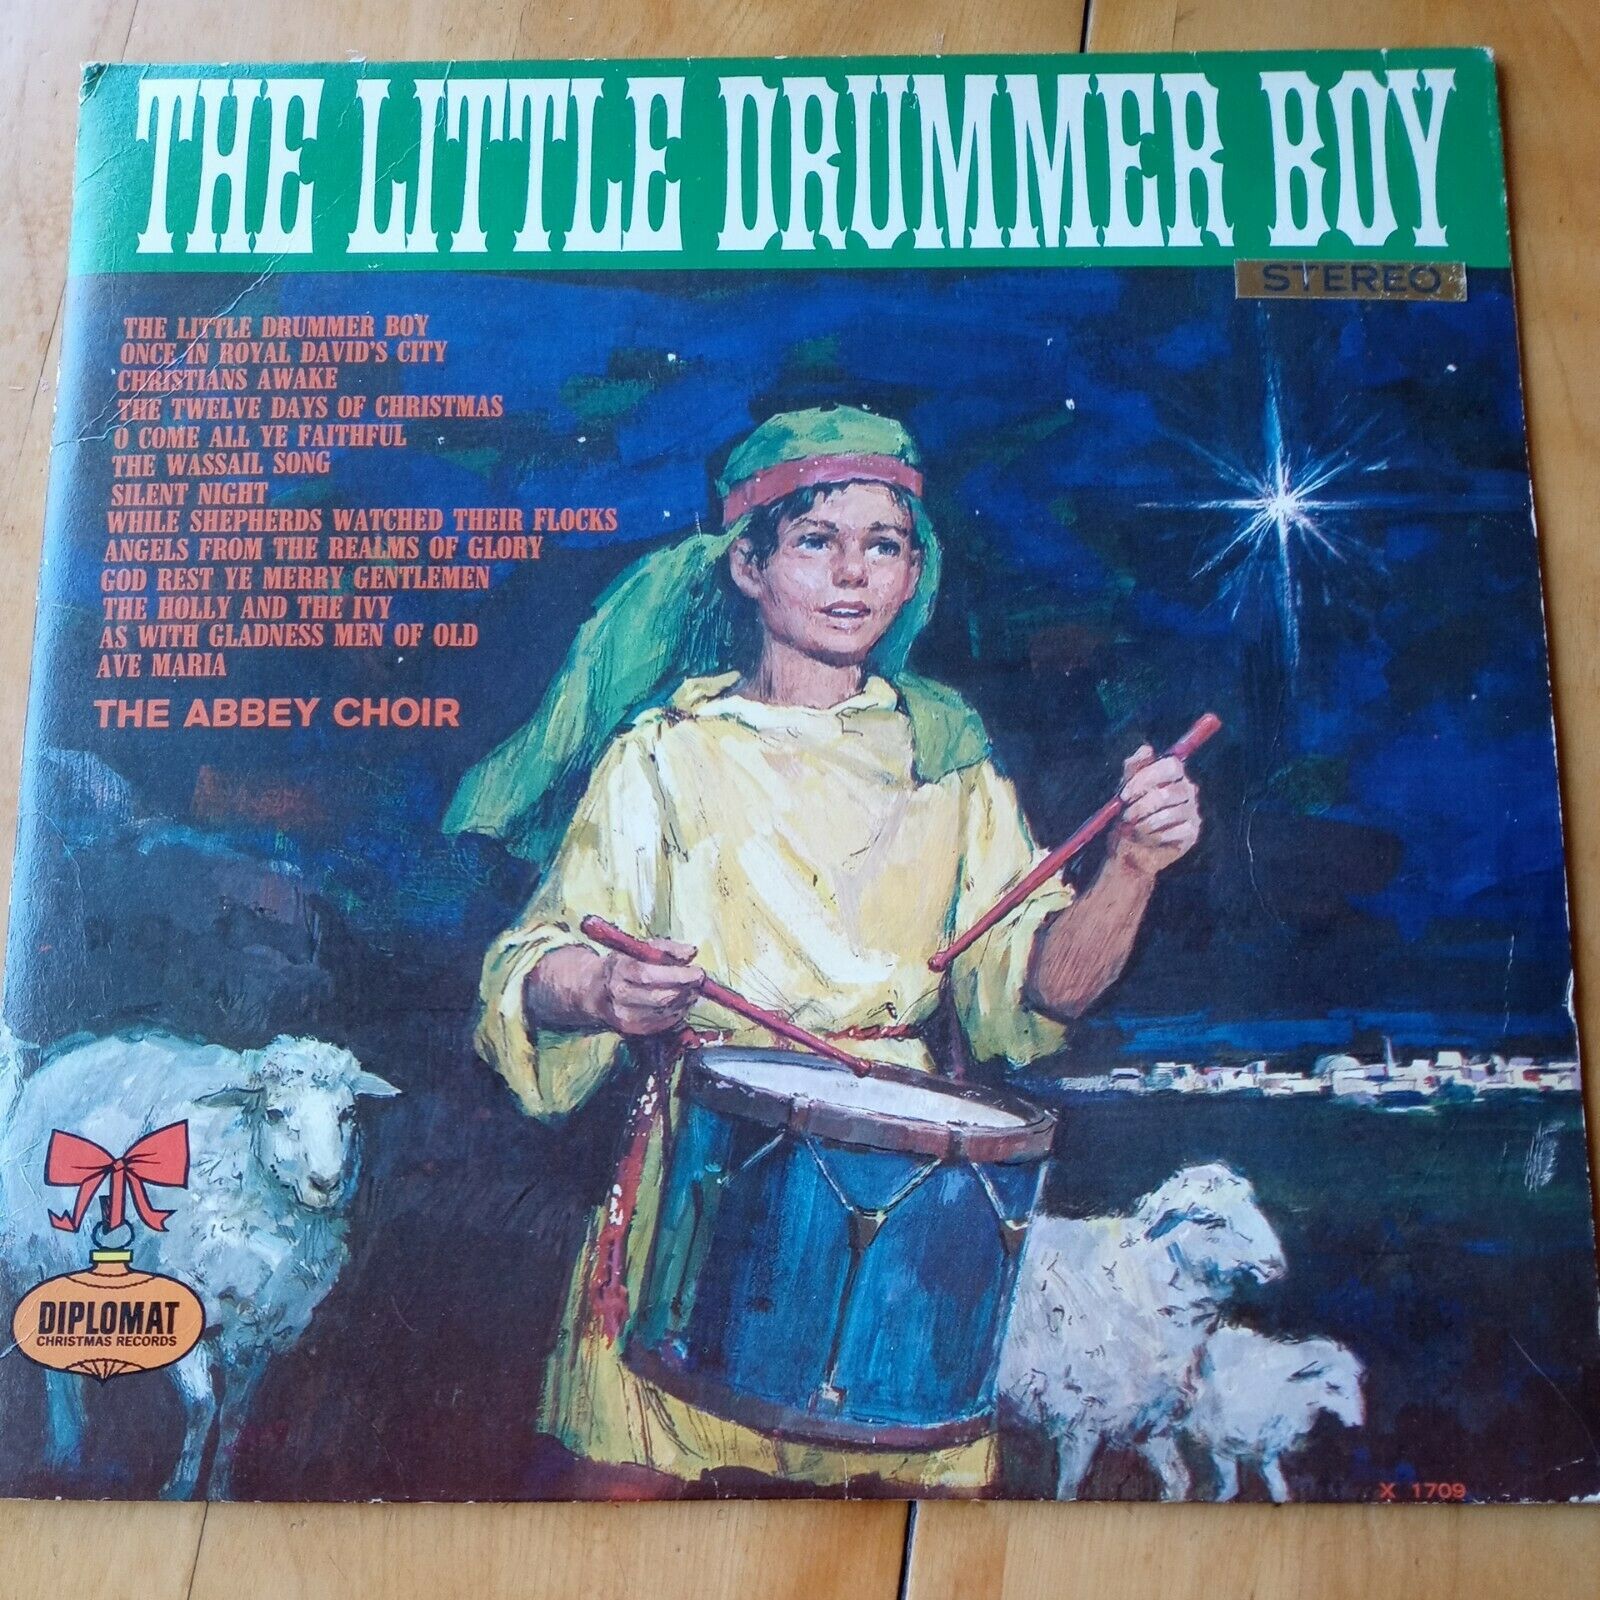 THE LITTLE DRUMMER BOY
STEREO
THE LITTLE DRUMMER BOY
ONCE IN ROYAL DAVID'S CITY
CHRISTIANS AWAKE
THE TWELVE DAYS OF CHRISTMAS
O COME ALL YE FAITHFUL
THE WASSAIL SONG
SILENT NIGHT
WHILE SHEPHERDS WATCHED THEIR FLOCKS
ANGELS FROM THE REALMS OF GLORY
GOD REST YE MERRY GENTLEMEN
THE HOLLY AND THE IVY
AS WITH GLADNESS MEN OF OLD
AVE MARIA
THE ABBEY CHOIR
DIPLOMAT
CHRISTMAS RECORDS
X 1709